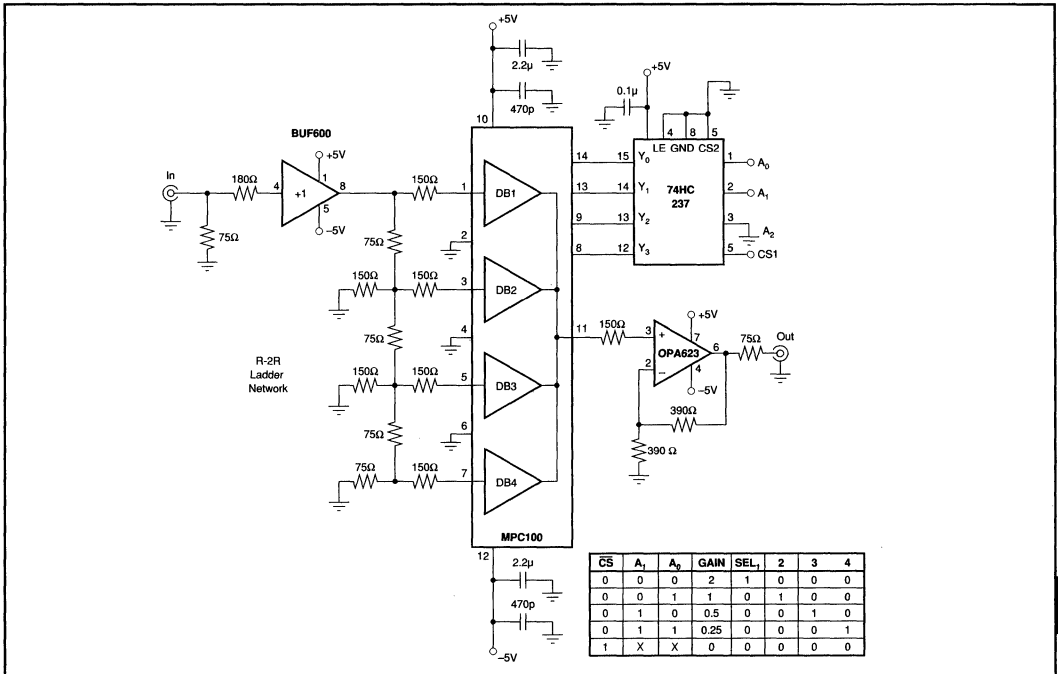 +5V
2.2µ
470p
10
+5V
0.1µ
4 8 5
LE GND CS2
BUF600
+5V
In
180Ω
4
+1
1
8
5
–5V
75Ω
150Ω
1
DB1
2
75Ω
150Ω
150Ω
3
DB2
4
75Ω
R-2R
Ladder
Network
150Ω
150Ω
5
DB3
6
75Ω
75Ω
150Ω
7
DB4
MPC100
14
15
Y0
13
14
Y1
9
13
Y2
8
12
Y3
74HC
237
1
A0
2
A1
3
A2
5
CS1
11
150Ω
3
+
+5V
7
OPA623
6
2
–
4
–5V
75Ω
Out
390Ω
390 Ω
12
2.2µ
470p
–5V
CS A1 A0 GAIN SEL1 2 3 4
0 0 0 2 1 0 0 0
0 0 1 1 0 1 0 0
0 1 0 0.5 0 0 1 0
0 1 1 0.25 0 0 0 1
1 X X 0 0 0 0 0